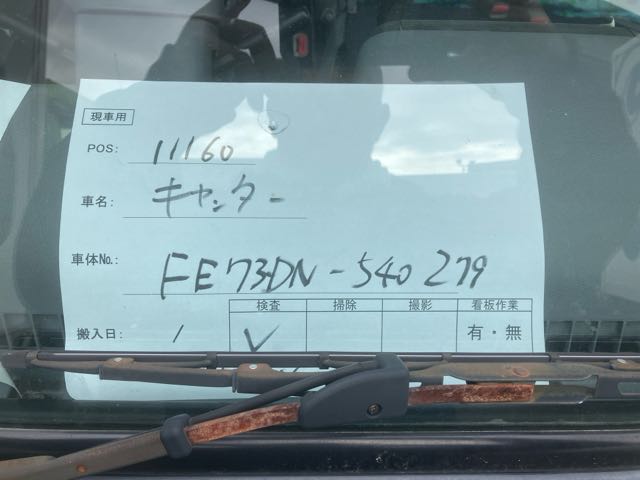 現車用
POS: 11160
車名: キャンター
車体No.: FE73DN-540279
検査 掃除 撮影 看板作業
搬入日: / V 有・無